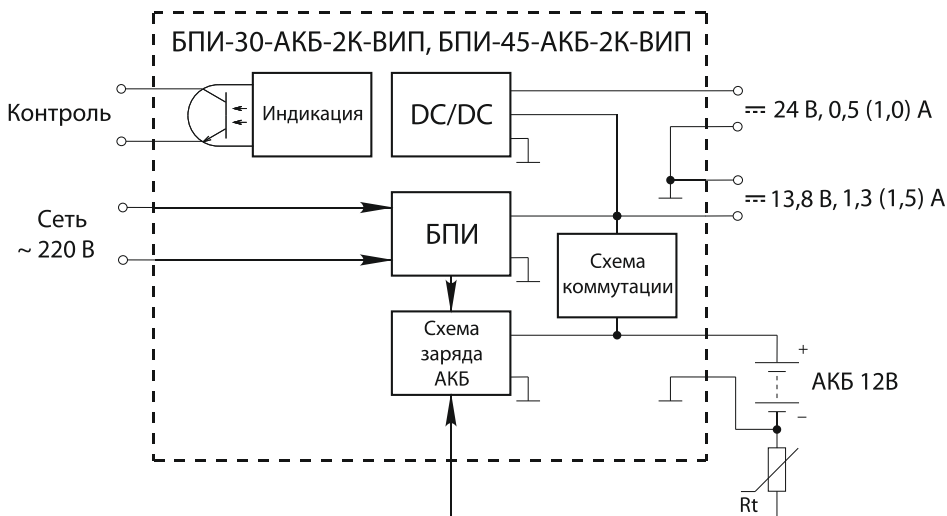 БПИ-30-АКБ-2К-ВИП, БПИ-45-АКБ-2К-ВИП
Контроль
Индикация
DC/DC
24 В, 0,5 (1,0) А
13,8 В, 1,3 (1,5) А
Сеть
~ 220 В
БПИ
Схема
коммутации
Схема
заряда
АКБ
+
АКБ 12В
–
Rt